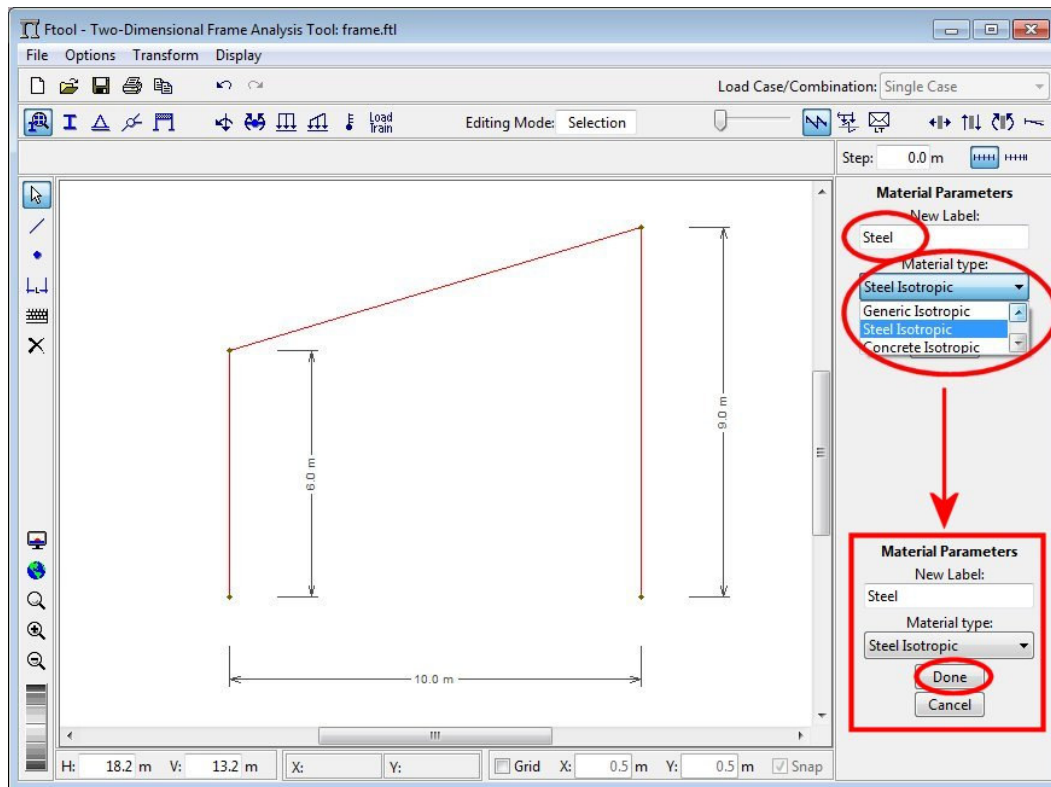 Ftool - Two-Dimensional Frame Analysis Tool: frame.ftl
File Options Transform Display
Load Case/Combination: Single Case
Load Train
Editing Mode: Selection
Step: 0.0 m
Material Parameters
New Label:
Steel
Material type:
Steel Isotropic
Generic Isotropic
Steel Isotropic
Concrete Isotropic
6.0 m
9.0 m
10.0 m
Material Parameters
New Label:
Steel
Material type:
Steel Isotropic
Done
Cancel
H: 18.2 m V: 13.2 m X: Y: Grid X: 0.5 m Y: 0.5 m Snap